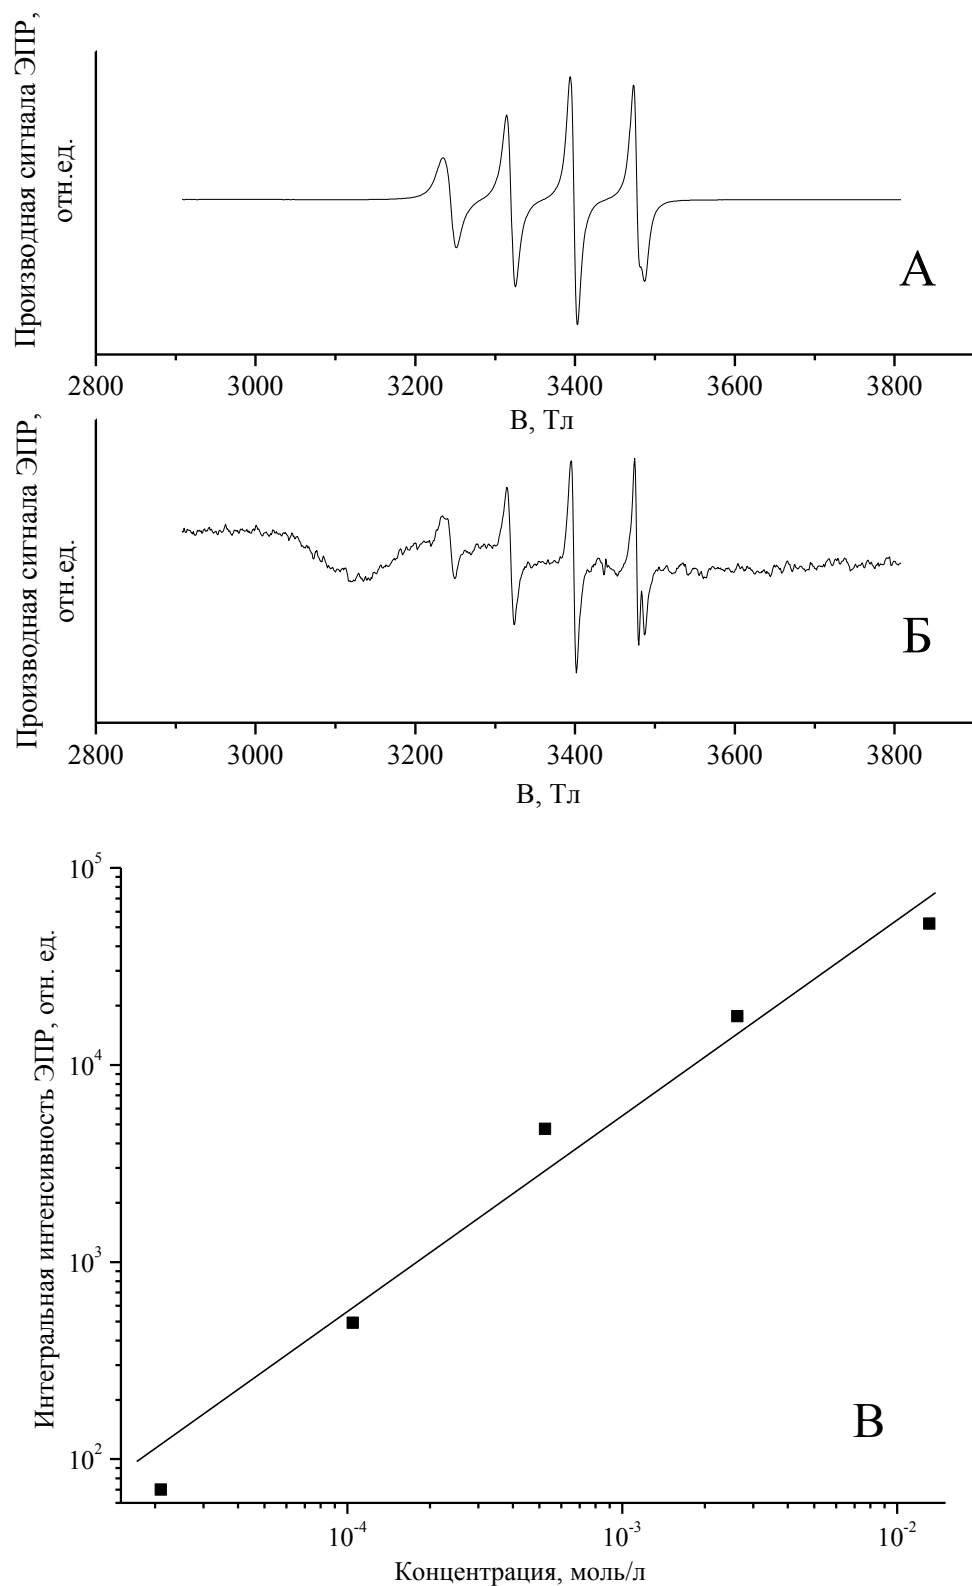 Производная сигнала ЭПР,
отн.ед.
А
2800 3000 3200 3400 3600 3800
В, Тл
Производная сигнала ЭПР,
отн.ед.
Б
2800 3000 3200 3400 3600 3800
В, Тл
Интегральная интенсивность ЭПР, отн. ед.
10^5
10^4
10^3
10^2
В
10^-4 10^-3 10^-2
Концентрация, моль/л